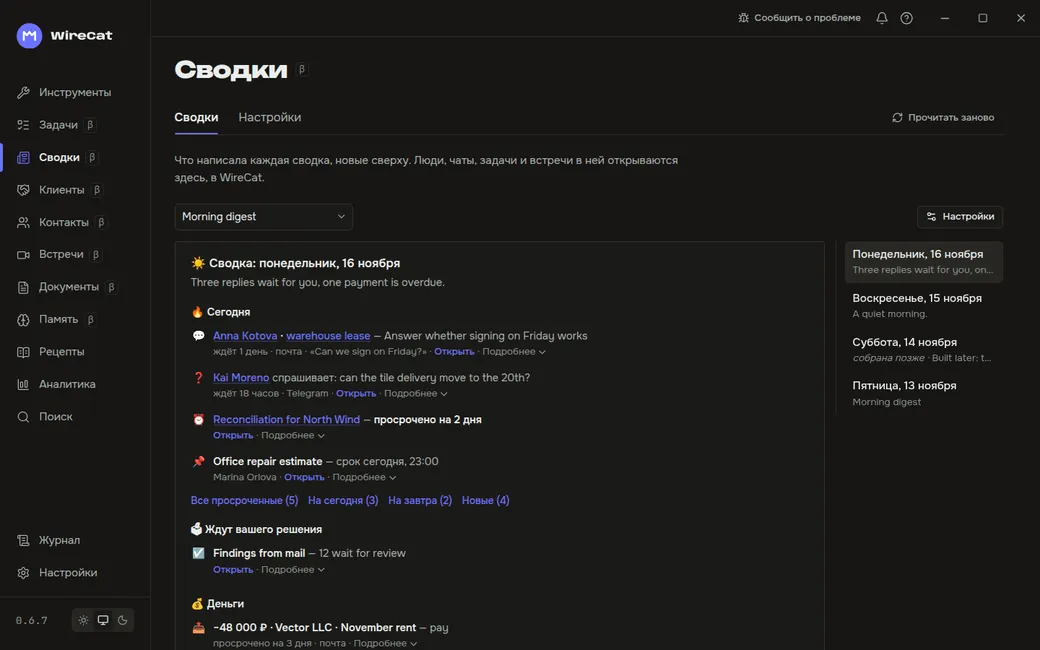 WireCat
Сообщить о проблеме
Инструменты
Задачи β
Сводки β
Клиенты β
Контакты β
Встречи β
Документы β
Память β
Рецепты
Аналитика
Поиск
Журнал
Настройки
0.6.7
Сводки β
Сводки Настройки
Прочитать заново
Что написала каждая сводка, новые сверху. Люди, чаты, задачи и встречи в ней открываются
здесь, в WireCat.
Morning digest
Настройки
Сводка: понедельник, 16 ноября
Three replies wait for you, one payment is overdue.
Сегодня
Anna Kotova · warehouse lease — Answer whether signing on Friday works
ждёт 1 день · почта · «Can we sign on Friday?» · Открыть · Подробнее
Kai Moreno спрашивает: can the tile delivery move to the 20th?
ждёт 18 часов · Telegram · Открыть · Подробнее
Reconciliation for North Wind — просрочено на 2 дня
Открыть · Подробнее
Office repair estimate — срок сегодня, 23:00
Marina Orlova · Открыть · Подробнее
Все просроченные (5) На сегодня (3) На завтра (2) Новые (4)
Ждут вашего решения
Findings from mail — 12 wait for review
Открыть · Подробнее
Деньги
−48 000 ₽ · Vector LLC · November rent — pay
просрочено на 3 дня · почта · Подробнее
Понедельник, 16 ноября
Three replies wait for you, on...
Воскресенье, 15 ноября
A quiet morning.
Суббота, 14 ноября
собрана позже · Built later: t...
Пятница, 13 ноября
Morning digest